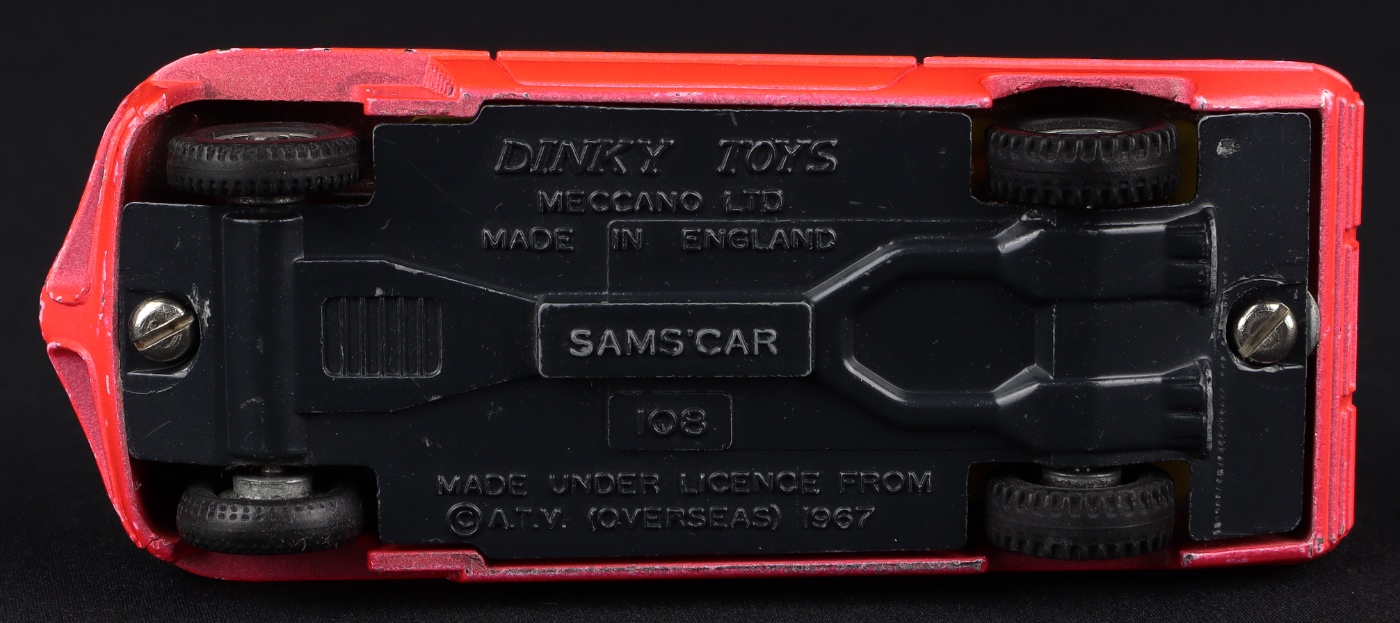 DINKY TOYS
MECCANO LTD
MADE IN ENGLAND
SAMS'CAR
108
MADE UNDER LICENCE FROM
© A.T.V. (OVERSEAS) 1967